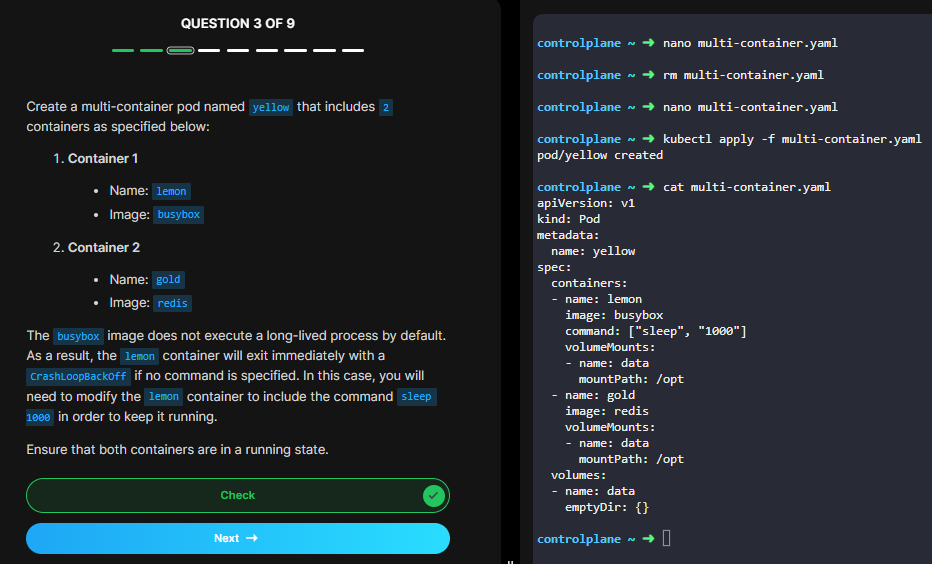 QUESTION 3 OF 9
Create a multi-container pod named yellow that includes 2
containers as specified below:
1. Container 1
• Name: lemon
• Image: busybox
2. Container 2
• Name: gold
• Image: redis
The busybox image does not execute a long-lived process by default.
As a result, the lemon container will exit immediately with a
CrashLoopBackOff if no command is specified. In this case, you will
need to modify the lemon container to include the command sleep
1000 in order to keep it running.
Ensure that both containers are in a running state.
Check
Next →
controlplane ~ ➜ nano multi-container.yaml
controlplane ~ ➜ rm multi-container.yaml
controlplane ~ ➜ nano multi-container.yaml
controlplane ~ ➜ kubectl apply -f multi-container.yaml
pod/yellow created
controlplane ~ ➜ cat multi-container.yaml
apiVersion: v1
kind: Pod
metadata:
  name: yellow
spec:
  containers:
  - name: lemon
    image: busybox
    command: ["sleep", "1000"]
    volumeMounts:
    - name: data
      mountPath: /opt
  - name: gold
    image: redis
    volumeMounts:
    - name: data
      mountPath: /opt
  volumes:
  - name: data
    emptyDir: {}
controlplane ~ ➜